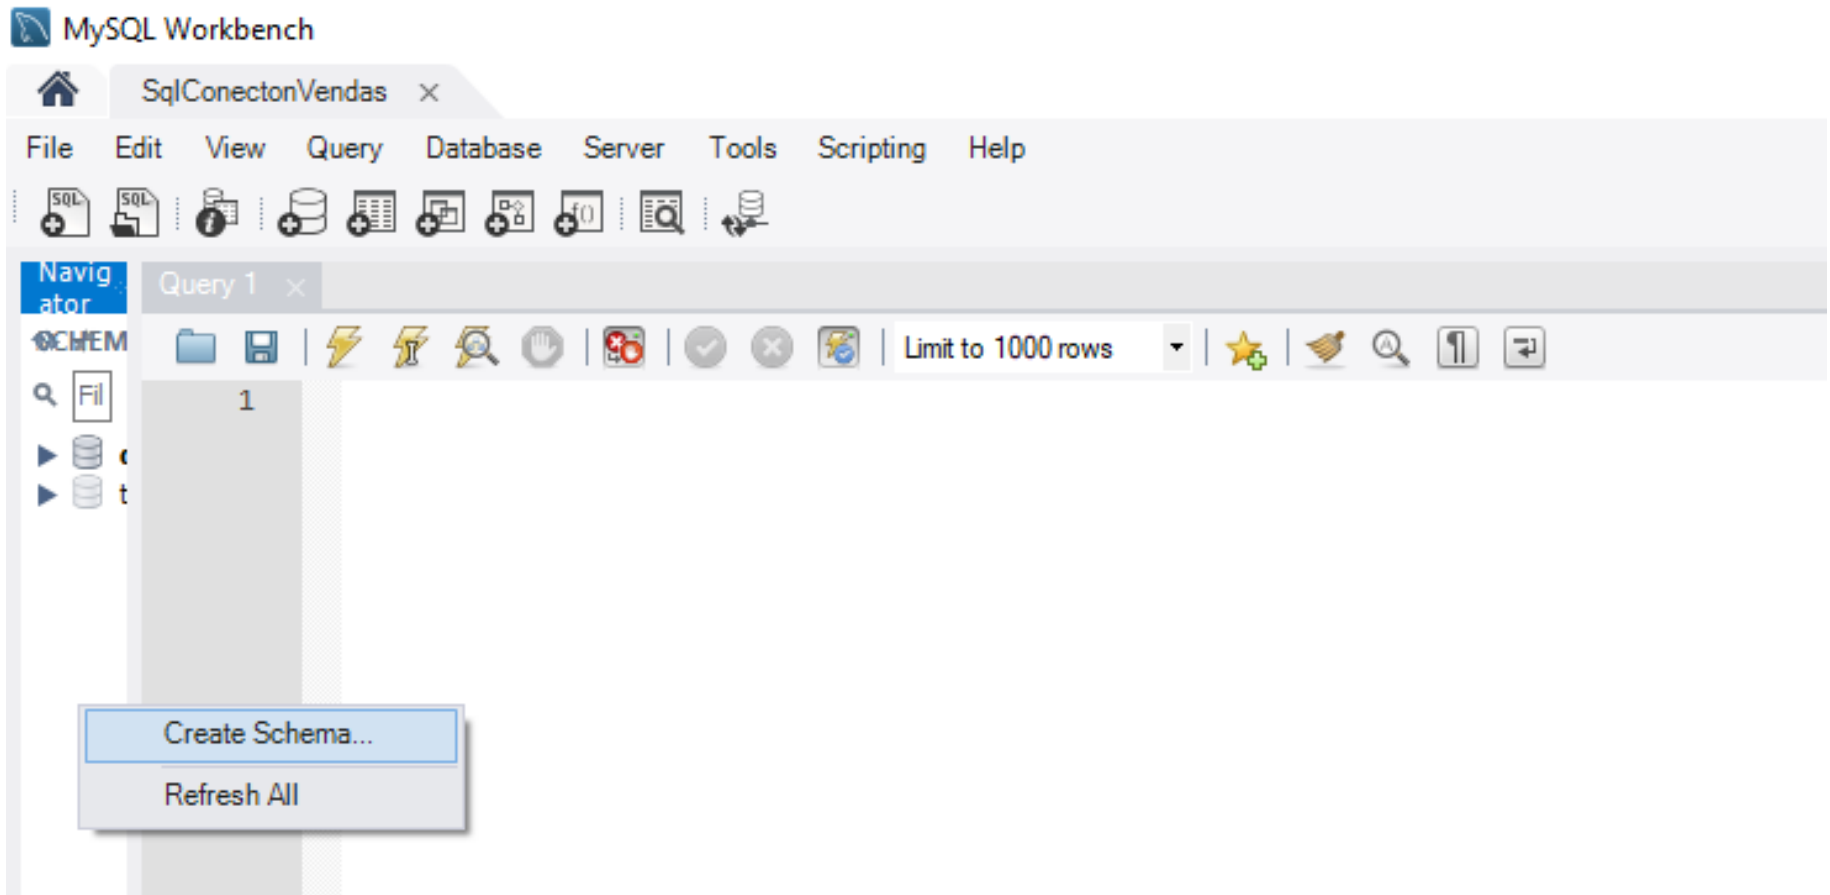 MySQL Workbench
SqlConectonVendas
File Edit View Query Database Server Tools Scripting Help
Navig
ator
Query 1
Limit to 1000 rows
Fil
1
t
Create Schema...
Refresh All